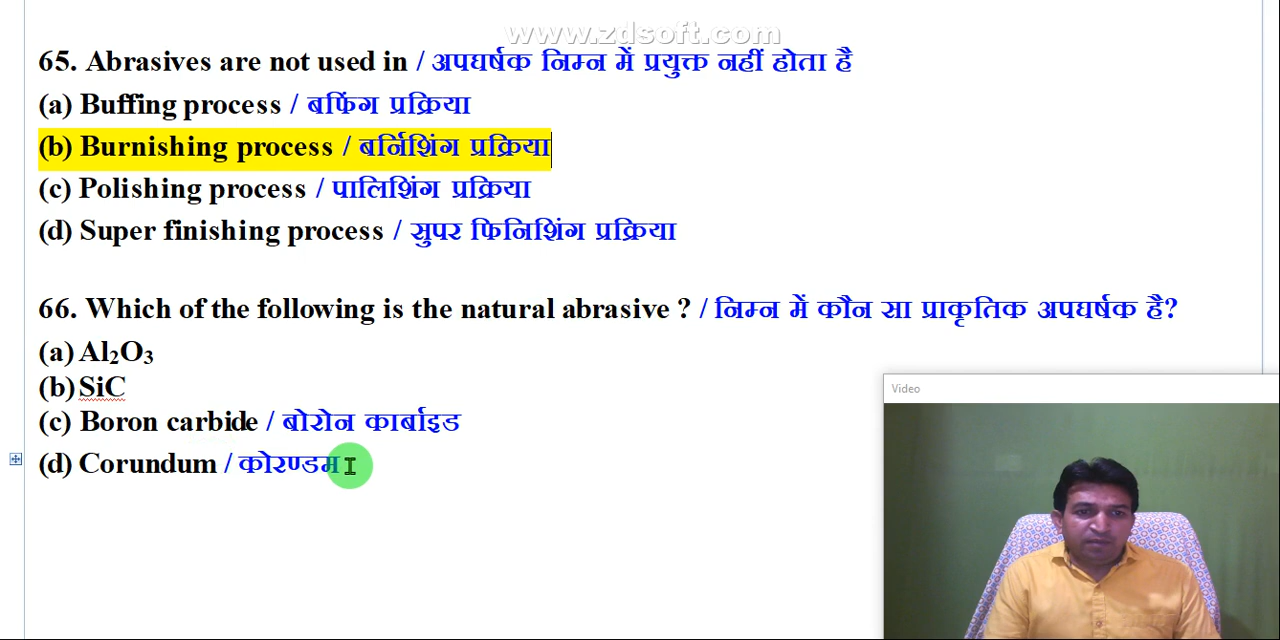 www.zdsoft.com
65. Abrasives are not used in / अपघर्षक निम्न में प्रयुक्त नहीं होता है
(a) Buffing process / बफिंग प्रक्रिया
(b) Burnishing process / बर्निशिंग प्रक्रिया
(c) Polishing process / पालिशिंग प्रक्रिया
(d) Super finishing process / सुपर फिनिशिंग प्रक्रिया
66. Which of the following is the natural abrasive ? / निम्न में कौन सा प्राकृतिक अपघर्षक है?
(a) Al₂O₃
(b) SiC
(c) Boron carbide / बोरोन कार्बाइड
(d) Corundum / कोरण्डम
Video